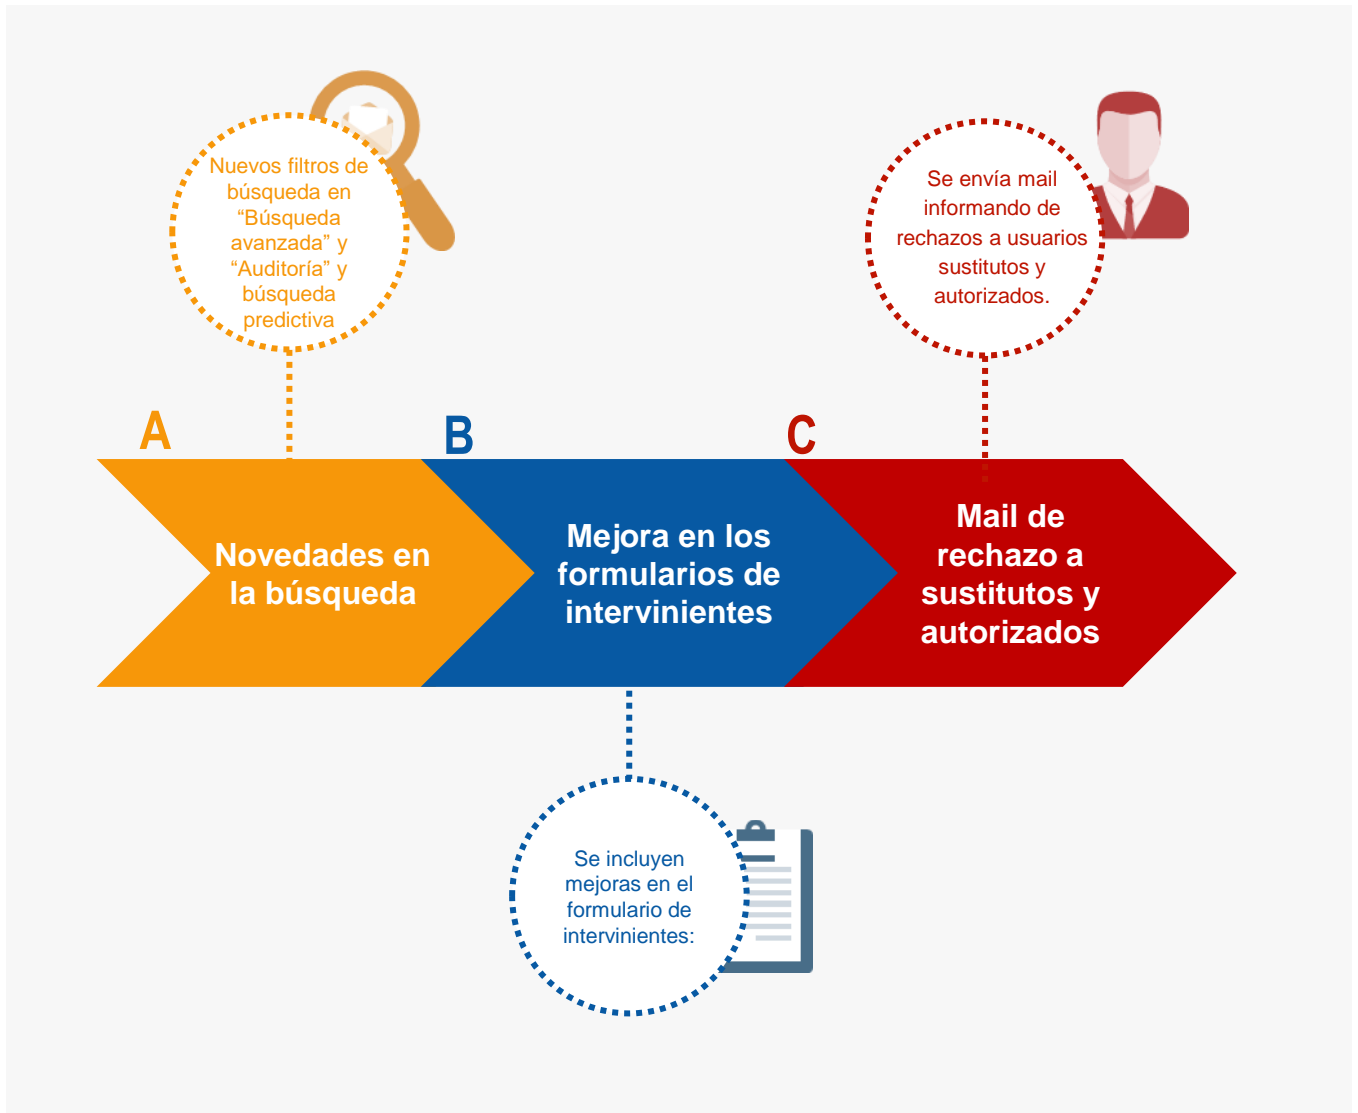 Nuevos filtros de
búsqueda en
“Búsqueda
avanzada” y
“Auditoría” y
búsqueda
predictiva
Se envía mail
informando de
rechazos a usuarios
sustitutos y
autorizados.
A
B
C
Novedades en
la búsqueda
Mejora en los
formularios de
intervinientes
Mail de
rechazo a
sustitutos y
autorizados
Se incluyen
mejoras en el
formulario de
intervinientes: